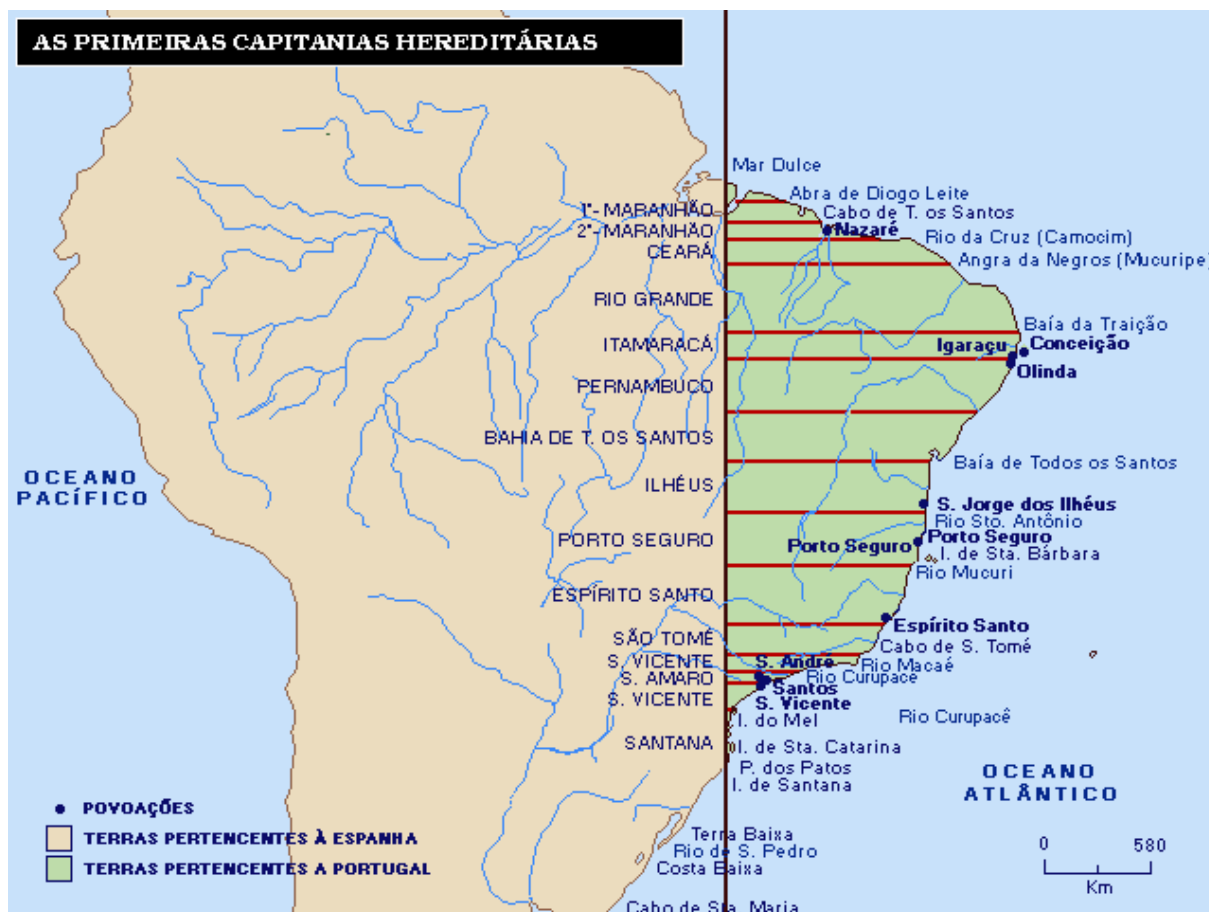 AS PRIMEIRAS CAPITANIAS HEREDITÁRIAS
Mar Dulce
Abra de Diogo Leite
1º- MARANHÃO
Cabo de T. os Santos
2º- MARANHÃO
Nazaré
Rio da Cruz (Camocim)
CEARÁ
Angra da Negros (Mucuripe)
RIO GRANDE
Baía da Traição
ITAMARACÁ
Igaraçu
Conceição
Olinda
PERNAMBUCO
BAHIA DE T. OS SANTOS
Baía de Todos os Santos
OCEANO
PACÍFICO
ILHÉUS
S. Jorge dos Ilhéus
Rio Sto. Antônio
PORTO SEGURO
Porto Seguro
Porto Seguro
I. de Sta. Bárbara
Rio Mucuri
ESPÍRITO SANTO
Espírito Santo
SÃO TOMÉ
Cabo de S. Tomé
S. VICENTE
S. André
Rio Macaé
S. AMARO
Rio Curupacê
Santos
S. VICENTE
S. Vicente
I. do Mel
Rio Curupacê
SANTANA
I. de Sta. Catarina
P. dos Patos
I. de Santana
OCEANO
ATLÂNTICO
POVOAÇÕES
TERRAS PERTENCENTES À ESPANHA
TERRAS PERTENCENTES A PORTUGAL
Terra Baixa
Rio de S. Pedro
Costa Baixa
Cabo de Sta. Maria
0 580
Km